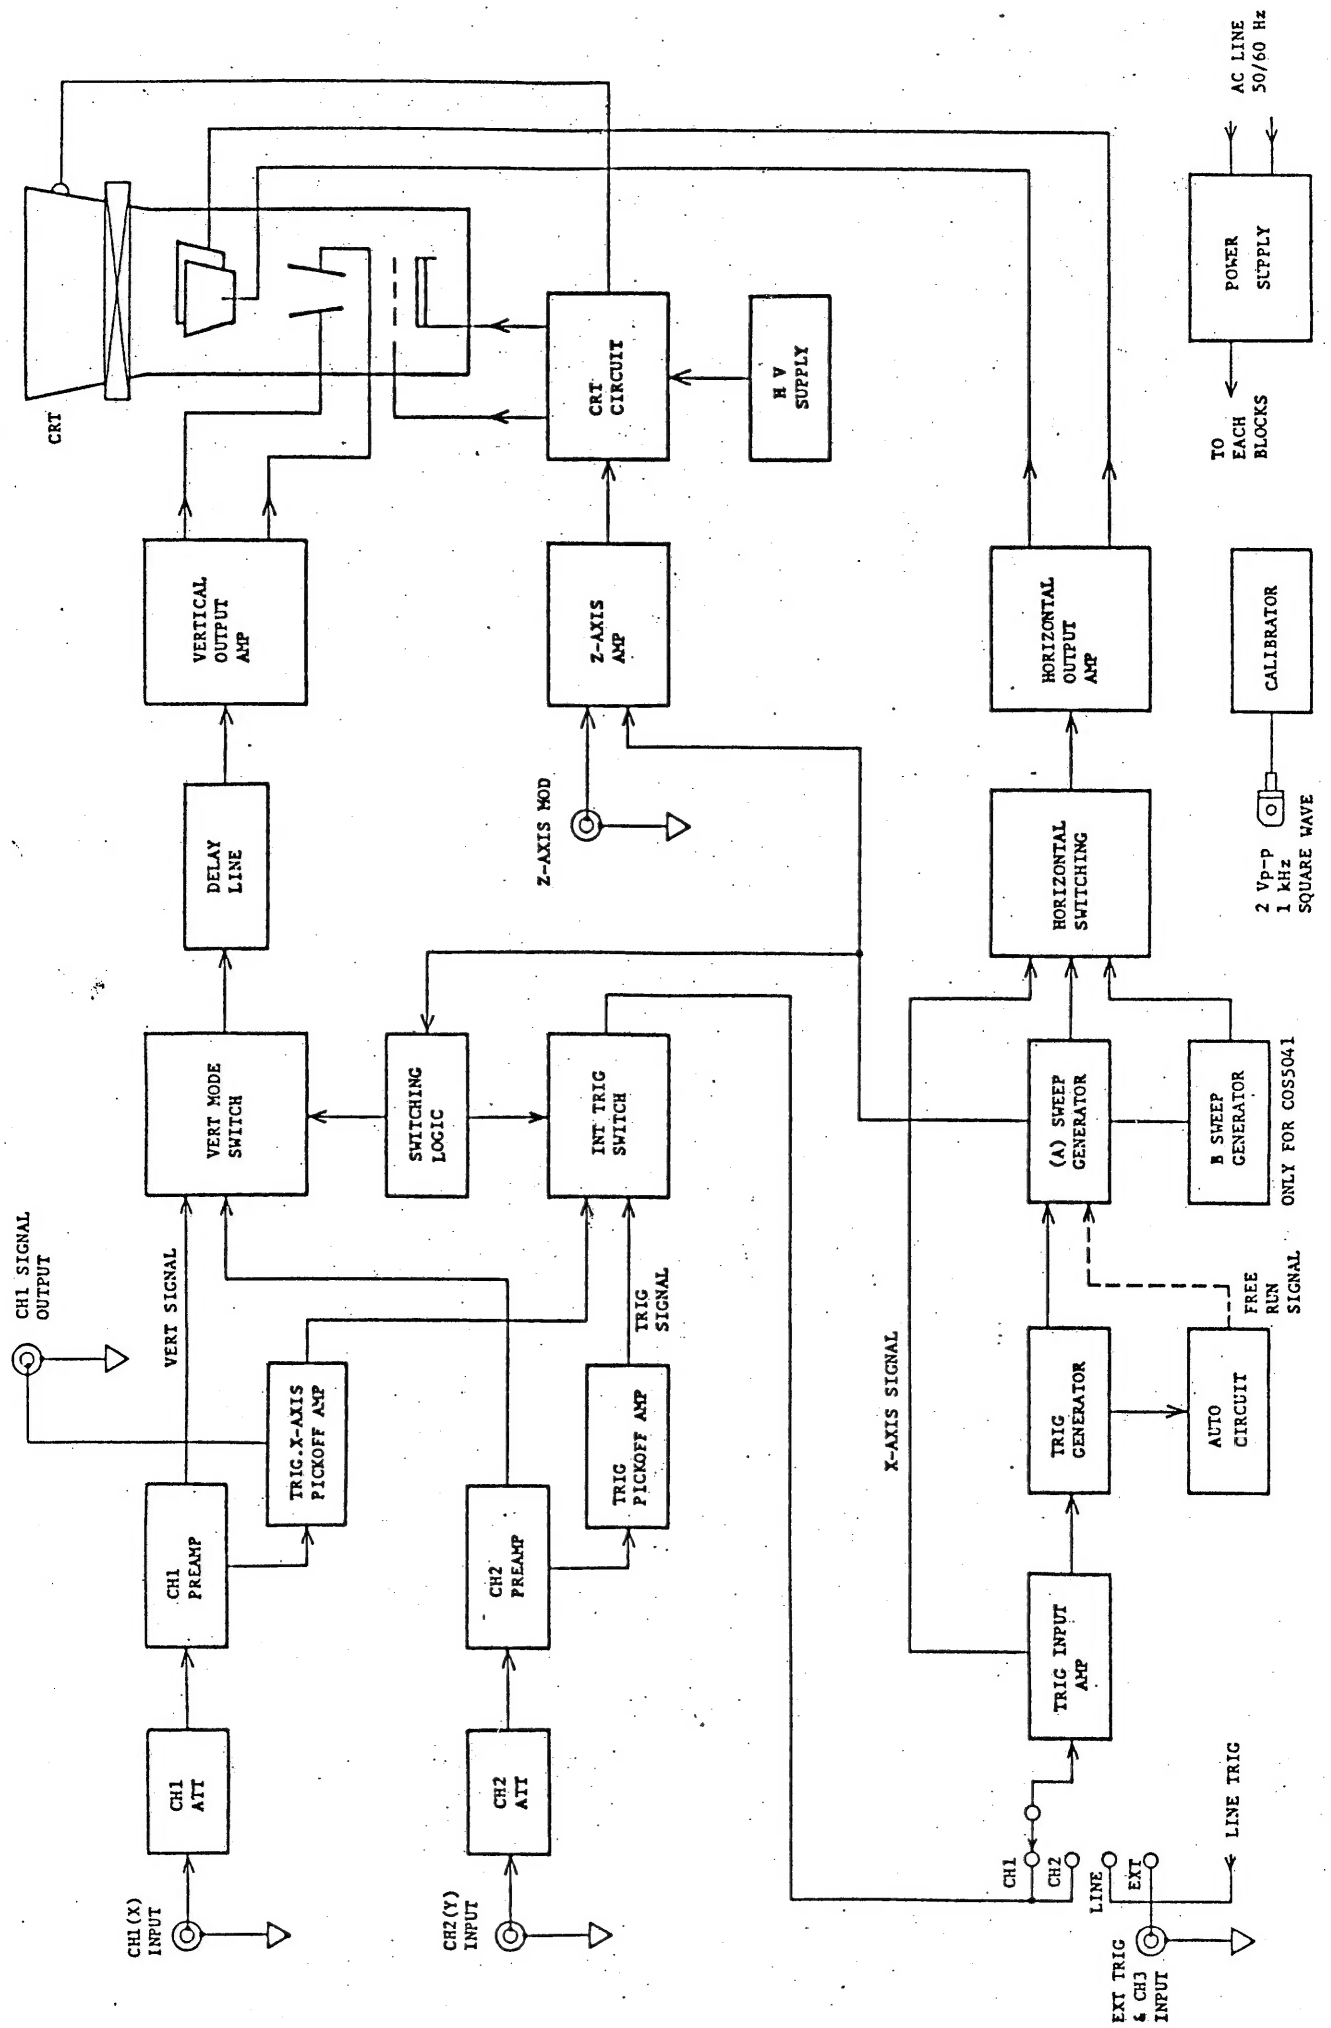 CH1(X)
INPUT
CH1
ATT
CH1
PREAMP
CH1 SIGNAL
OUTPUT
VERT SIGNAL
TRIG.X-AXIS
PICKOFF AMP
VERT MODE
SWITCH
DELAY
LINE
VERTICAL
OUTPUT
AMP
CRT
CH2(Y)
INPUT
CH2
ATT
CH2
PREAMP
TRIG
PICKOFF AMP
TRIG
SIGNAL
SWITCHING
LOGIC
INT TRIG
SWITCH
Z-AXIS MOD
Z-AXIS
AMP
CRT
CIRCUIT
H V
SUPPLY
X-AXIS SIGNAL
CH1
CH2
LINE
EXT
EXT TRIG
& CH3
INPUT
LINE TRIG
TRIG INPUT
AMP
TRIG
GENERATOR
AUTO
CIRCUIT
FREE
RUN
SIGNAL
(A) SWEEP
GENERATOR
B SWEEP
GENERATOR
ONLY FOR COS5041
HORIZONTAL
SWITCHING
HORIZONTAL
OUTPUT
AMP
2 Vp-p
1 kHz
SQUARE WAVE
CALIBRATOR
TO
EACH
BLOCKS
POWER
SUPPLY
AC LINE
50/60 Hz